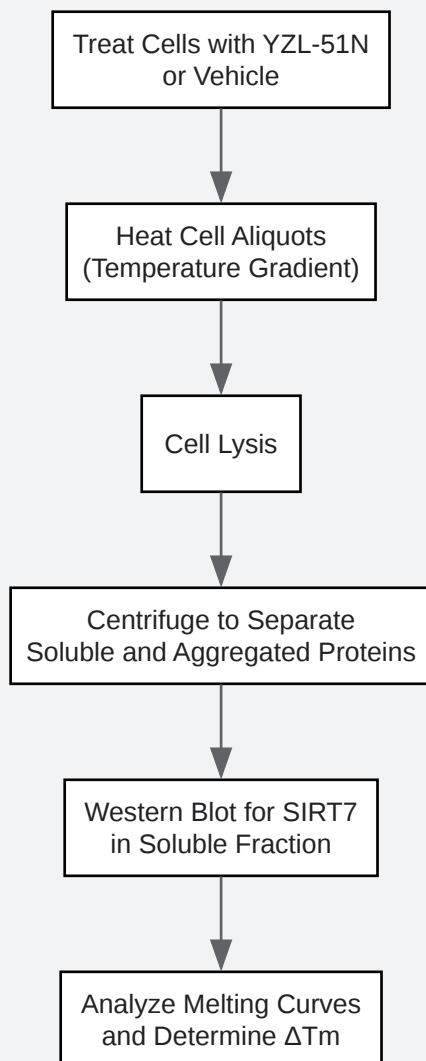 Treat Cells with YZL-51N
or Vehicle
Heat Cell Aliquots
(Temperature Gradient)
Cell Lysis
Centrifuge to Separate
Soluble and Aggregated Proteins
Western Blot for SIRT7
in Soluble Fraction
Analyze Melting Curves
and Determine ΔTm